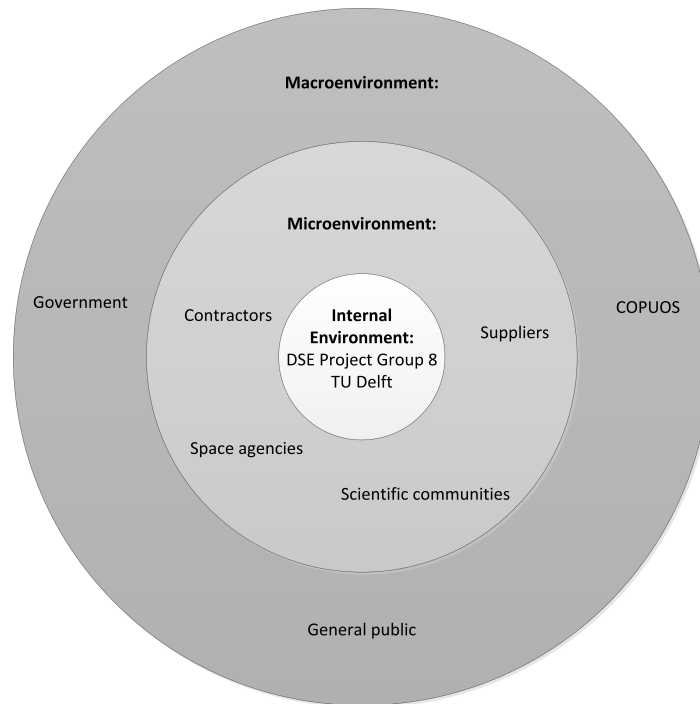 Macroenvironment:
Microenvironment:
Government
COPUOS
Contractors
Internal
Environment:
DSE Project Group 8
TU Delft
Suppliers
Space agencies
Scientific communities
General public